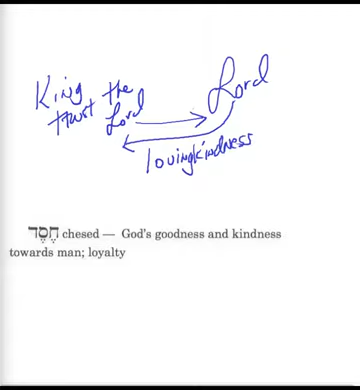 King the Lord
trust Lord
lovingkindness
חֶסֶד chesed — God's goodness and kindness
towards man; loyalty